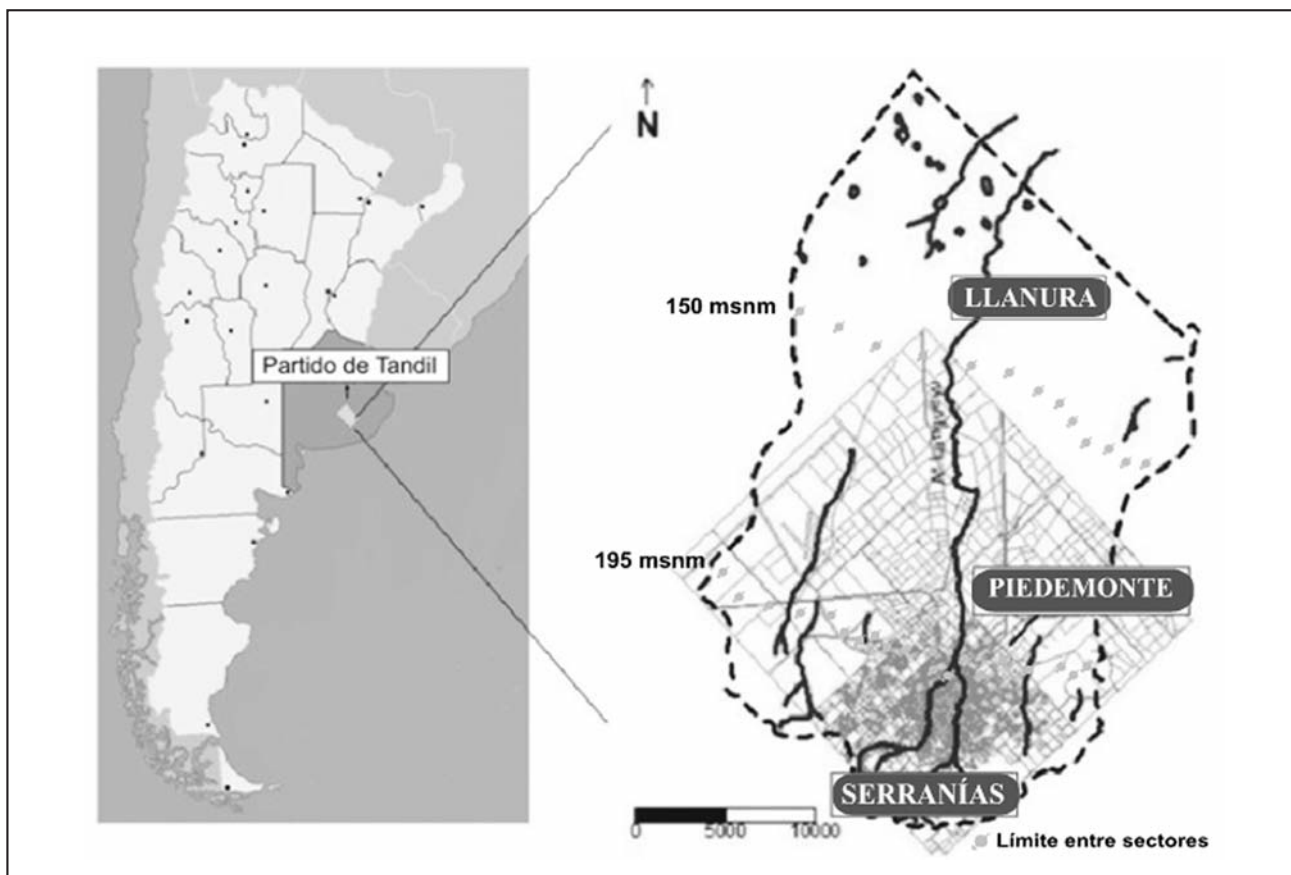 Partido de Tandil
N
150 msnm
LLANURA
195 msnm
PIEDEMONTE
SERRANÍAS
0 5000 10000
Límite entre sectores